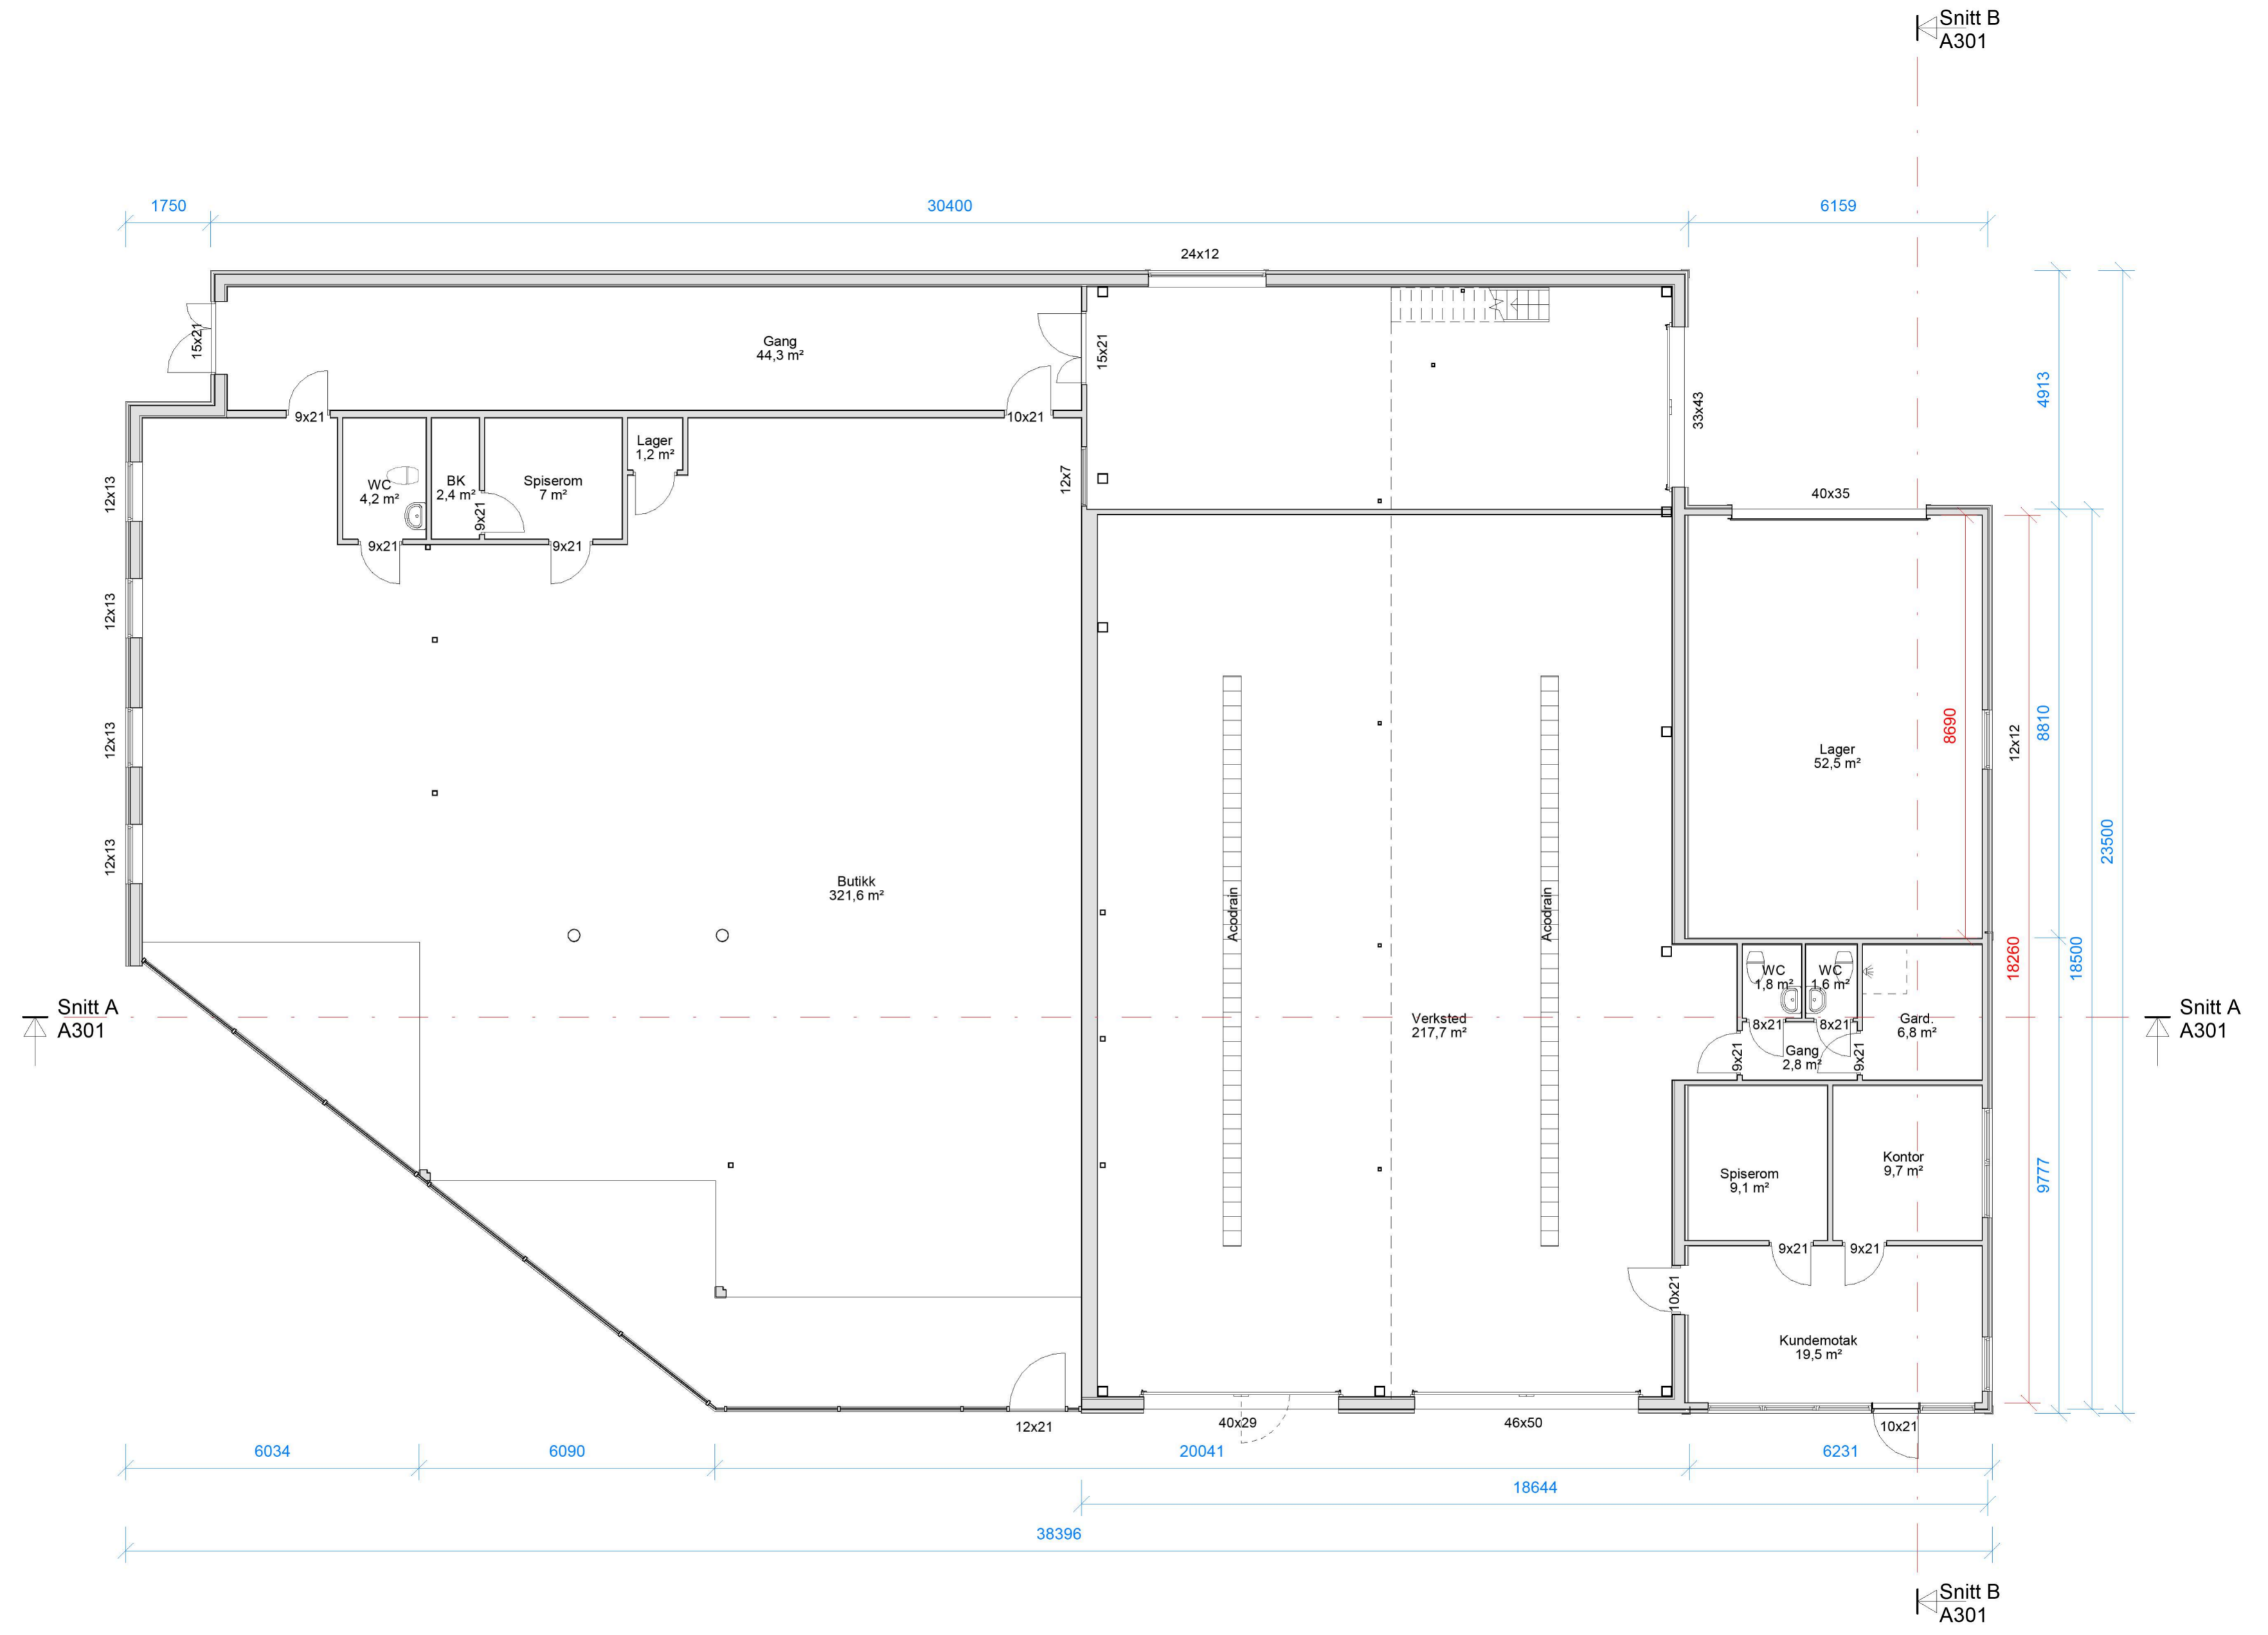 Snitt B
A301
1750
30400
6159
24x12
15x21
Gang
44,3 m²
15x21
33x43
4913
9x21
10x21
Lager
1,2 m²
WC
4,2 m²
BK
2,4 m²
Spiserom
7 m²
9x21
12x7
12x13
40x35
9x21
9x21
12x13
12x13
8690
12x12
8810
Lager
52,5 m²
23500
12x13
Butikk
321,6 m²
Acodrain
Acodrain
18260
18500
WC
1,8 m²
WC
1,6 m²
Snitt A
A301
Verksted
217,7 m²
8x21
8x21
Gard.
6,8 m²
Snitt A
A301
9x21
Gang
2,8 m²
9x21
Spiserom
9,1 m²
Kontor
9,7 m²
9777
9x21
9x21
10x21
Kundemotak
19,5 m²
12x21
40x29
46x50
10x21
6034
6090
20041
6231
18644
38396
Snitt B
A301